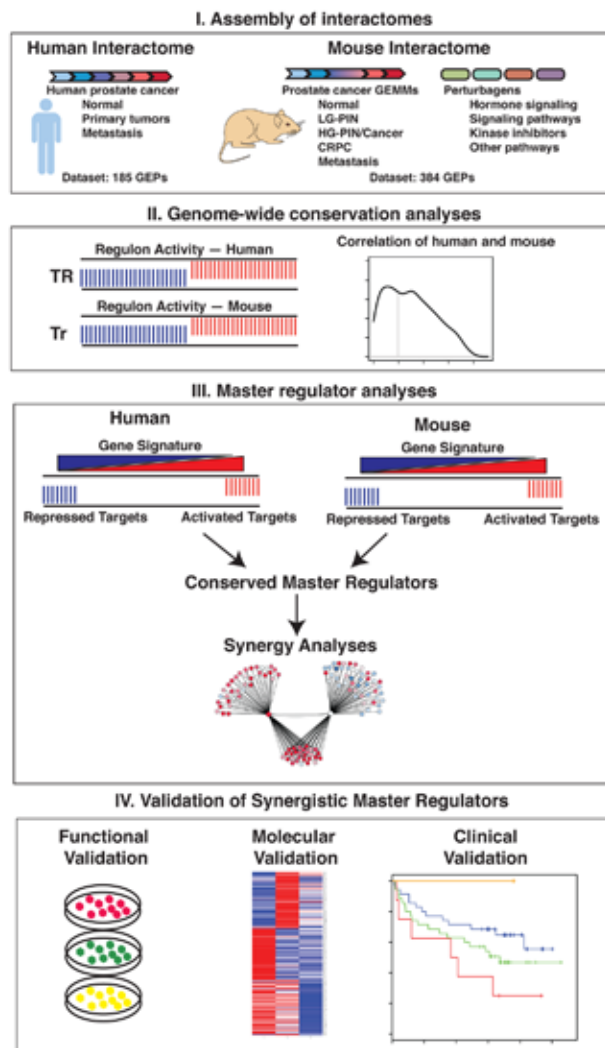 I. Assembly of interactomes
Human Interactome
Human prostate cancer
Normal
Primary tumors
Metastasis
Dataset: 185 GEPs
Mouse Interactome
Prostate cancer GEMMs
Normal
LG-PIN
HG-PIN/Cancer
CRPC
Metastasis
Perturbagens
Hormone signaling
Signaling pathways
Kinase inhibitors
Other pathways
Dataset: 384 GEPs
II. Genome-wide conservation analyses
Regulon Activity — Human
TR
Regulon Activity — Mouse
Tr
Correlation of human and mouse
III. Master regulator analyses
Human
Gene Signature
Repressed Targets Activated Targets
Mouse
Gene Signature
Repressed Targets Activated Targets
Conserved Master Regulators
Synergy Analyses
IV. Validation of Synergistic Master Regulators
Functional
Validation
Molecular
Validation
Clinical
Validation